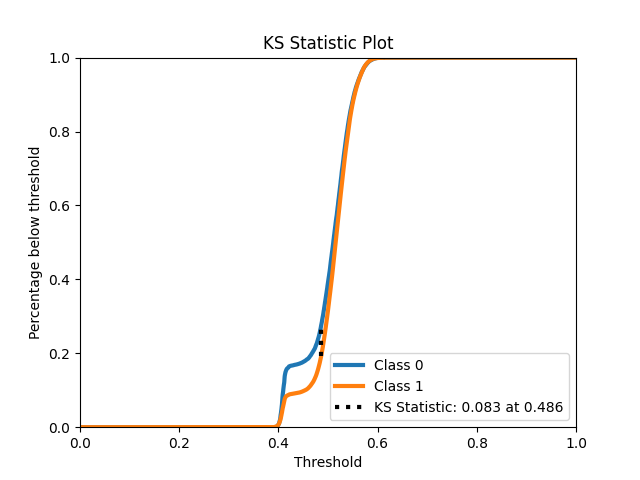 KS Statistic Plot
1.0
0.8
0.6
0.4
0.2
0.0
Percentage below threshold
Class 0
Class 1
KS Statistic: 0.083 at 0.486
0.0 0.2 0.4 0.6 0.8 1.0
Threshold